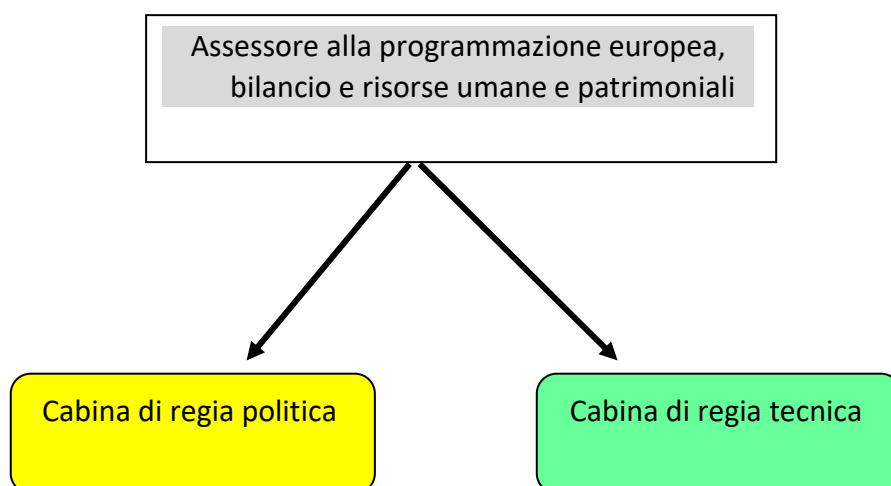 Assessore alla programmazione europea,
bilancio e risorse umane e patrimoniali
Cabina di regia politica
Cabina di regia tecnica